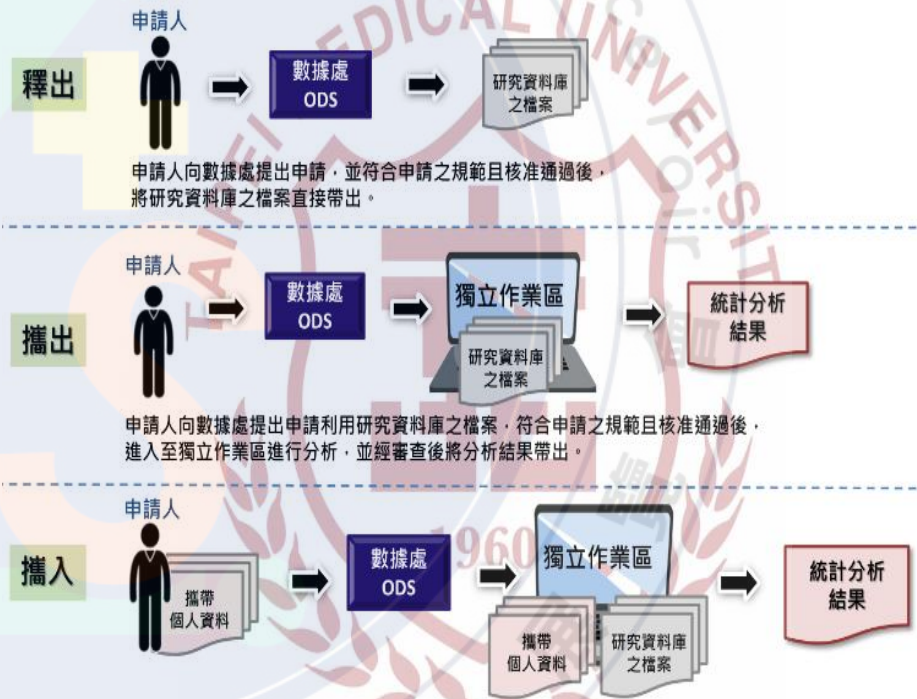 申請人
釋出
數據處
ODS
研究資料庫
之檔案
申請人向數據處提出申請，並符合申請之規範且核准通過後，
將研究資料庫之檔案直接帶出。
申請人
攜出
數據處
ODS
獨立作業區
研究資料庫
之檔案
統計分析
結果
申請人向數據處提出申請利用研究資料庫之檔案，符合申請之規範且核准通過後，
進入至獨立作業區進行分析，並經審查後將分析結果帶出。
申請人
攜入
攜帶
個人資料
數據處
ODS
獨立作業區
攜帶
個人資料
研究資料庫
之檔案
統計分析
結果
TAIPEI MEDICAL UNIVERSITY
1960